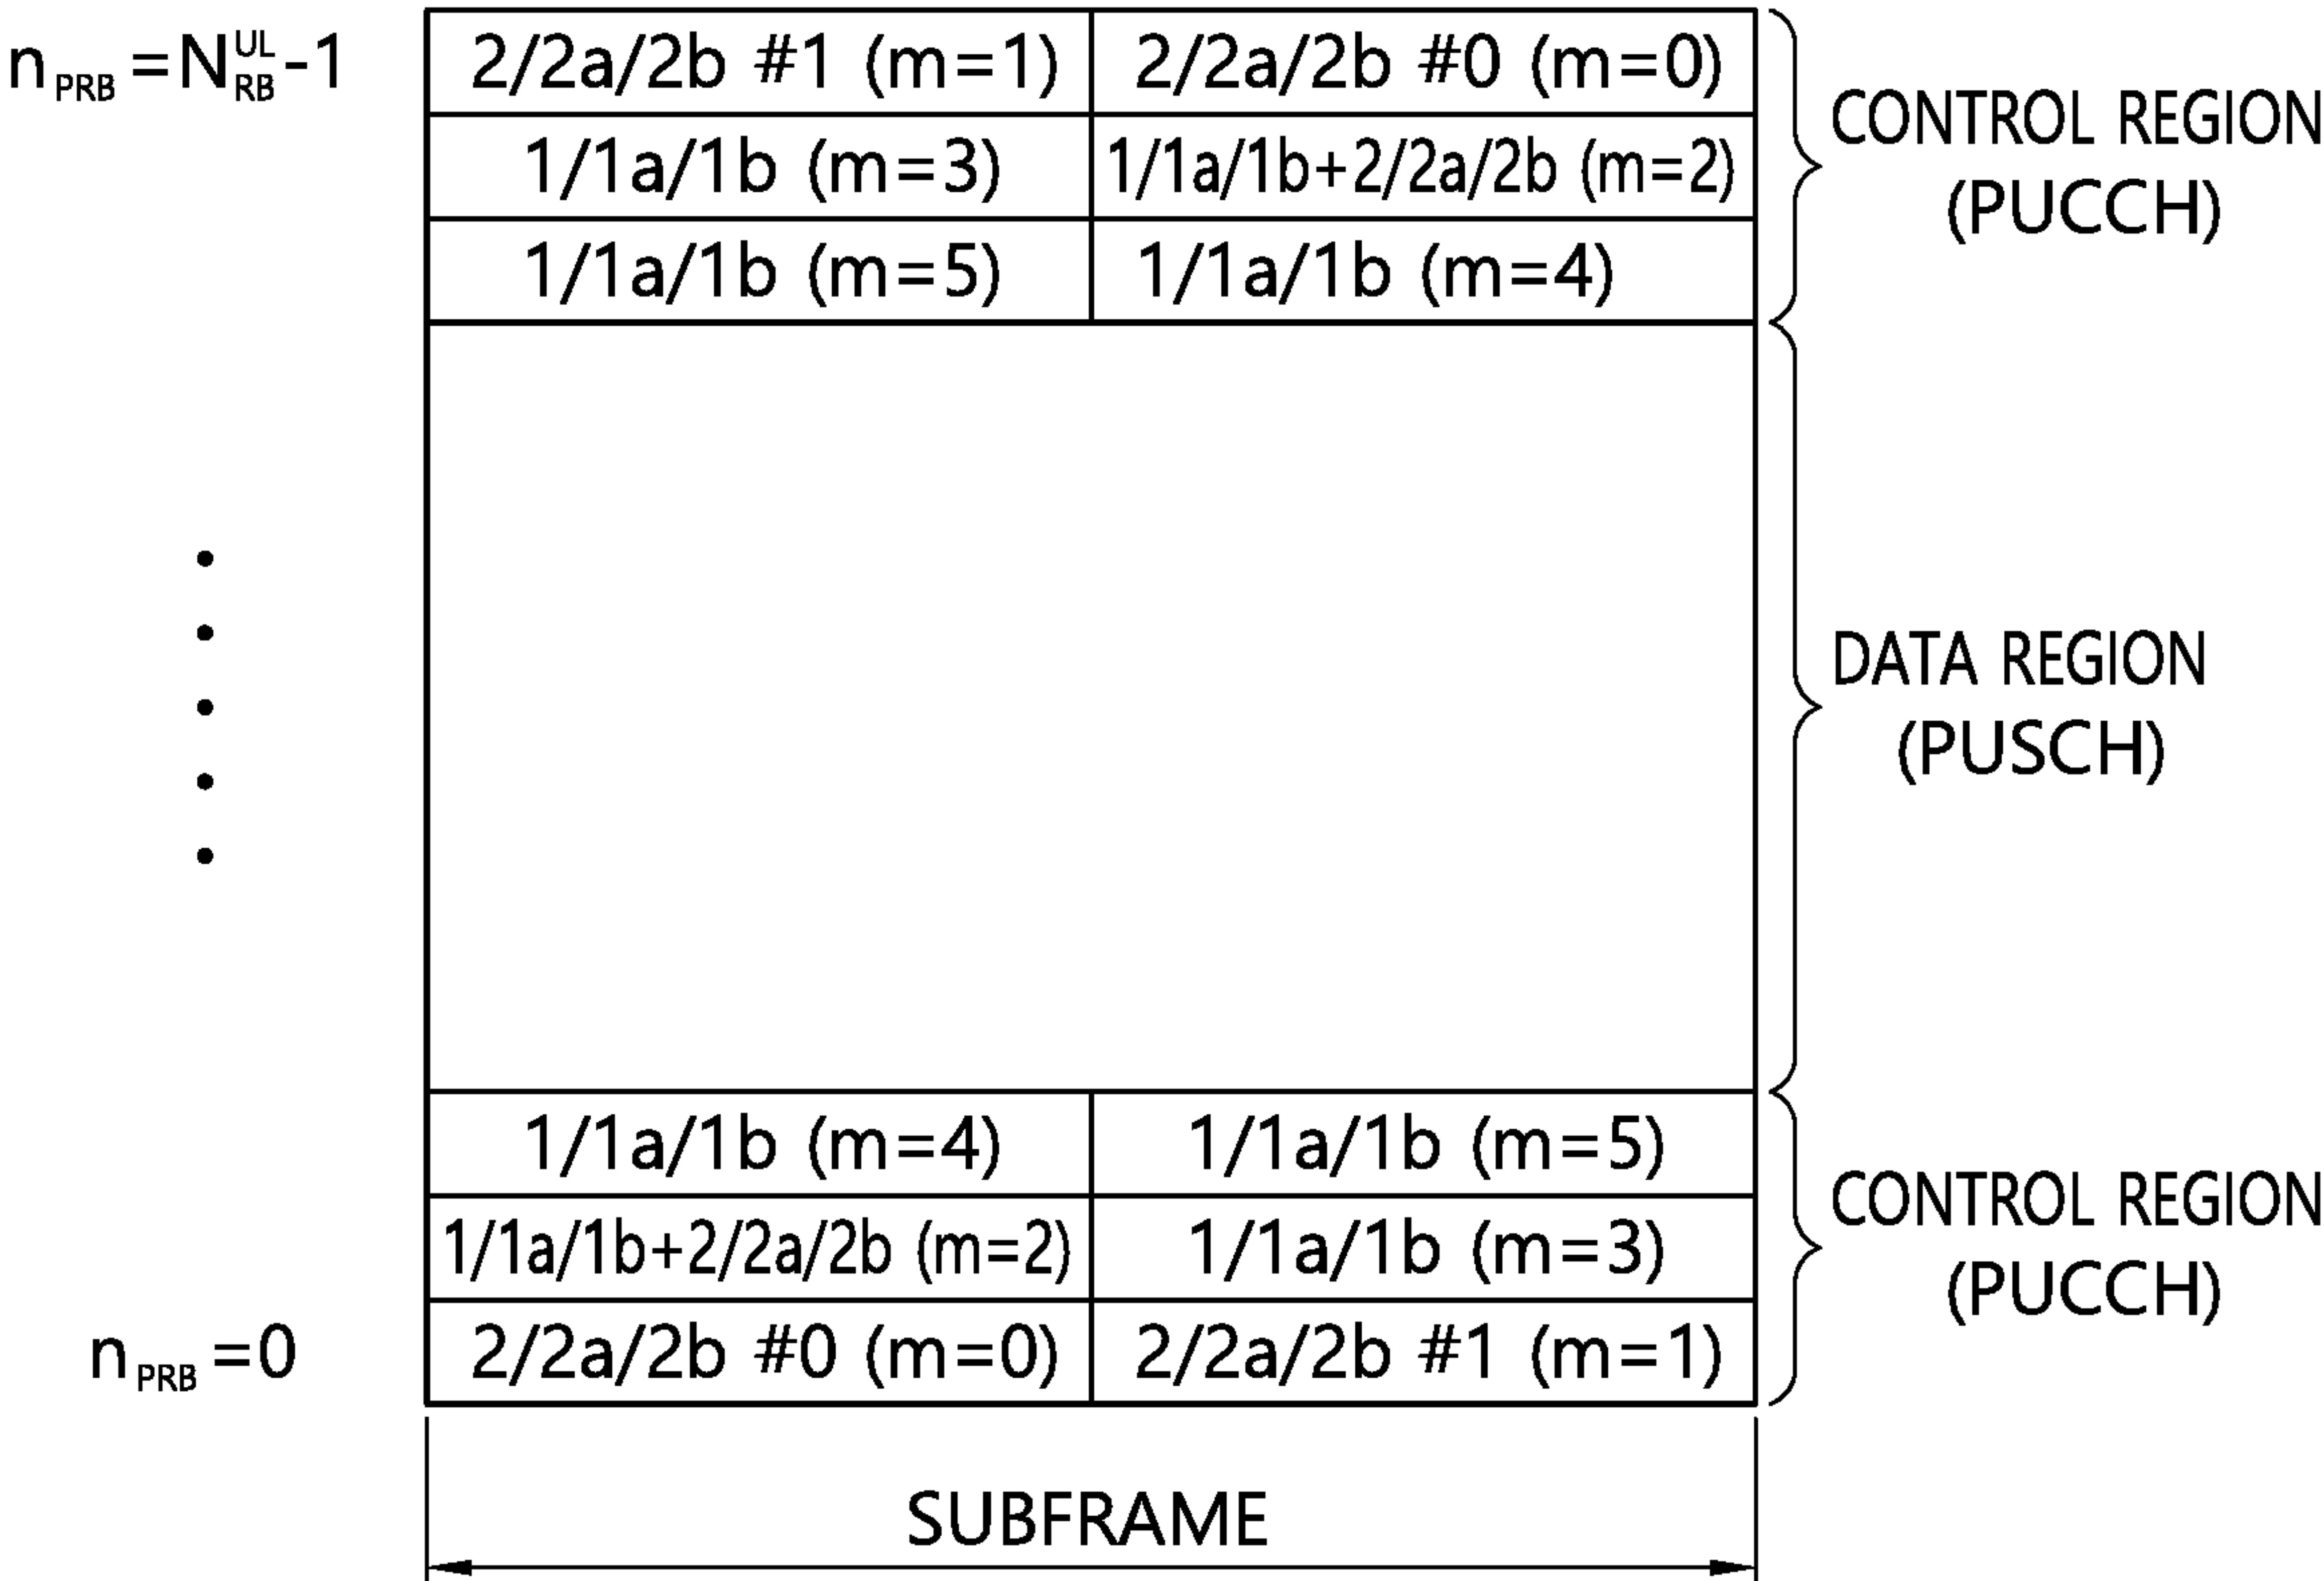 n_PRB =N_RB^UL-1
2/2a/2b #1 (m=1) 2/2a/2b #0 (m=0)
1/1a/1b (m=3) 1/1a/1b+2/2a/2b (m=2)
1/1a/1b (m=5) 1/1a/1b (m=4)
CONTROL REGION
(PUCCH)
DATA REGION
(PUSCH)
1/1a/1b (m=4) 1/1a/1b (m=5)
1/1a/1b+2/2a/2b (m=2) 1/1a/1b (m=3)
n_PRB =0
2/2a/2b #0 (m=0) 2/2a/2b #1 (m=1)
CONTROL REGION
(PUCCH)
SUBFRAME